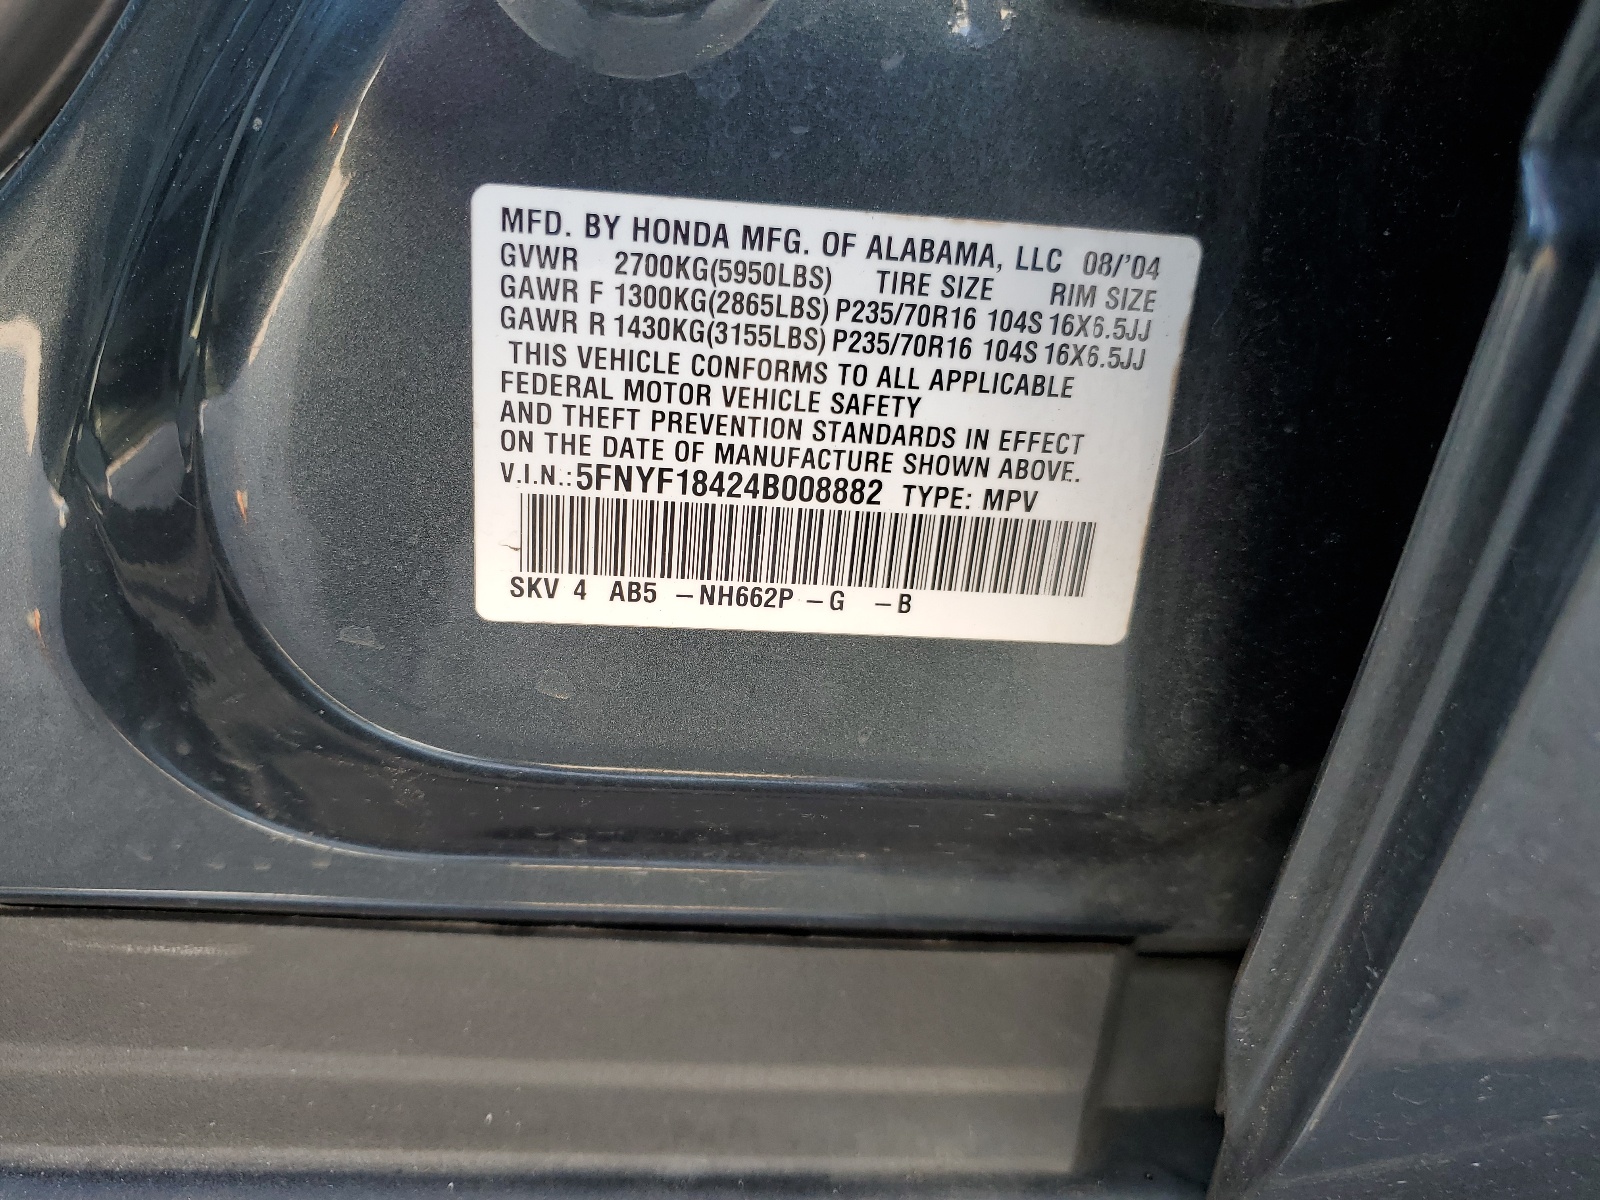 MFD. BY HONDA MFG. OF ALABAMA, LLC 08/'04
GVWR 2700KG(5950LBS) TIRE SIZE RIM SIZE
GAWR F 1300KG(2865LBS) P235/70R16 104S 16X6.5JJ
GAWR R 1430KG(3155LBS) P235/70R16 104S 16X6.5JJ
THIS VEHICLE CONFORMS TO ALL APPLICABLE
FEDERAL MOTOR VEHICLE SAFETY
AND THEFT PREVENTION STANDARDS IN EFFECT
ON THE DATE OF MANUFACTURE SHOWN ABOVE.
V.I.N.: 5FNYF18424B008882 TYPE: MPV
SKV 4 AB5 -NH662P -G -B